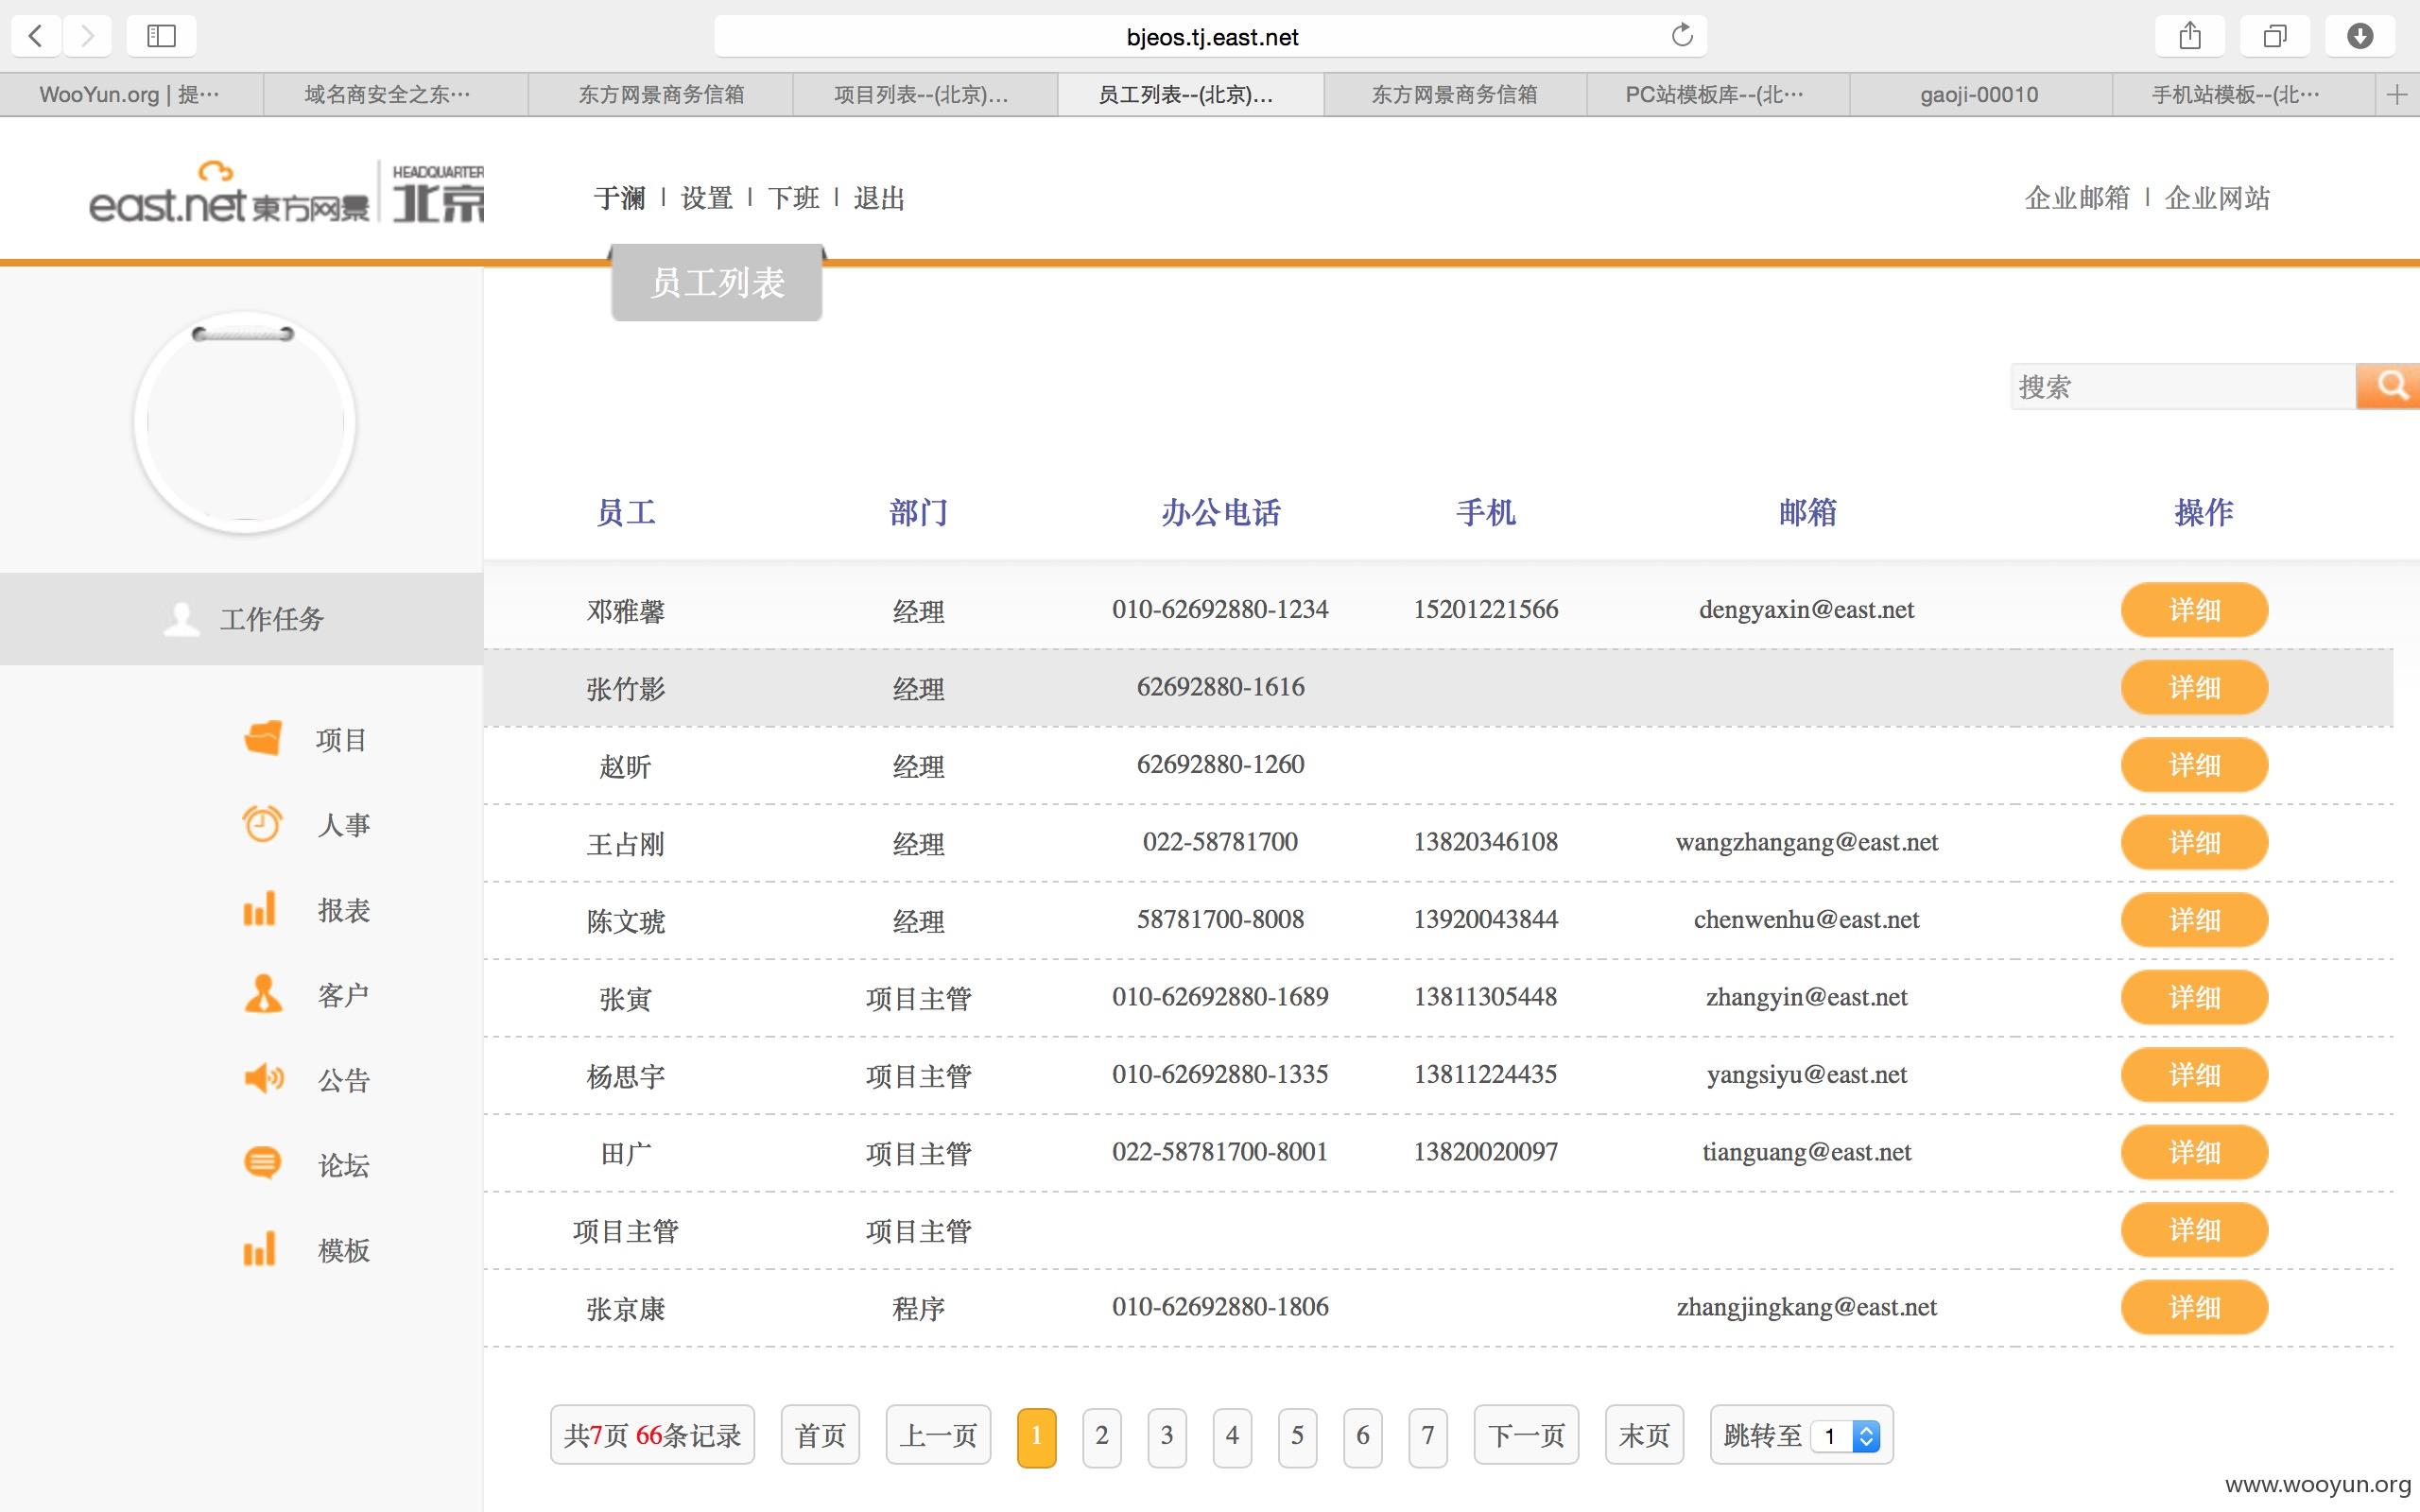 bjeos.tj.east.net
WooYun.org | 提… 域名商安全之东… 东方网景商务信箱 项目列表--(北京)… 员工列表--(北京)… 东方网景商务信箱 PC站模板库--(北… gaoji-00010 手机站模板--(北…
east.net 東方网景 HEADQUARTER 北京
于澜 | 设置 | 下班 | 退出 企业邮箱 | 企业网站
员工列表
搜索
员工 部门 办公电话 手机 邮箱 操作
邓雅馨 经理 010-62692880-1234 15201221566 dengyaxin@east.net 详细
张竹影 经理 62692880-1616 详细
赵昕 经理 62692880-1260 详细
王占刚 经理 022-58781700 13820346108 wangzhangang@east.net 详细
陈文琥 经理 58781700-8008 13920043844 chenwenhu@east.net 详细
张寅 项目主管 010-62692880-1689 13811305448 zhangyin@east.net 详细
杨思宇 项目主管 010-62692880-1335 13811224435 yangsiyu@east.net 详细
田广 项目主管 022-58781700-8001 13820020097 tianguang@east.net 详细
项目主管 项目主管 详细
张京康 程序 010-62692880-1806 zhangjingkang@east.net 详细
工作任务
项目
人事
报表
客户
公告
论坛
模板
共7页 66条记录 首页 上一页 1 2 3 4 5 6 7 下一页 末页 跳转至 1
www.wooyun.org